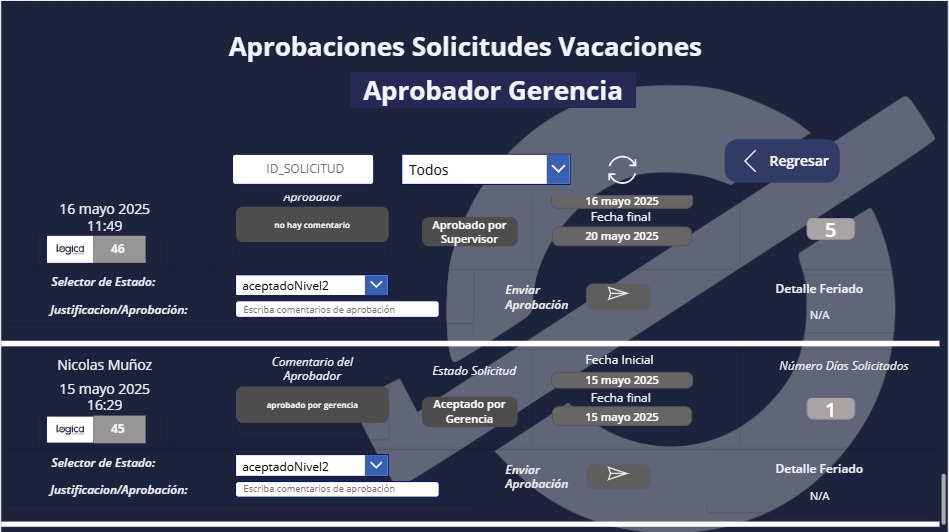 Aprobaciones Solicitudes Vacaciones
Aprobador Gerencia
ID_SOLICITUD
Todos
Regresar
Aprobador
16 mayo 2025
11:49
no hay comentario
Aprobado por
Supervisor
16 mayo 2025
Fecha final
20 mayo 2025
5
Logica
46
Selector de Estado:
aceptadoNivel2
Justificacion/Aprobación:
Escriba comentarios de aprobación
Enviar
Aprobación
Detalle Feriado
N/A
Nicolas Muñoz
15 mayo 2025
16:29
Logica
45
Comentario del
Aprobador
aprobado por gerencia
Estado Solicitud
Aceptado por
Gerencia
Fecha Inicial
15 mayo 2025
Fecha final
15 mayo 2025
Número Días Solicitados
1
Selector de Estado:
aceptadoNivel2
Justificacion/Aprobación:
Escriba comentarios de aprobación
Enviar
Aprobación
Detalle Feriado
N/A